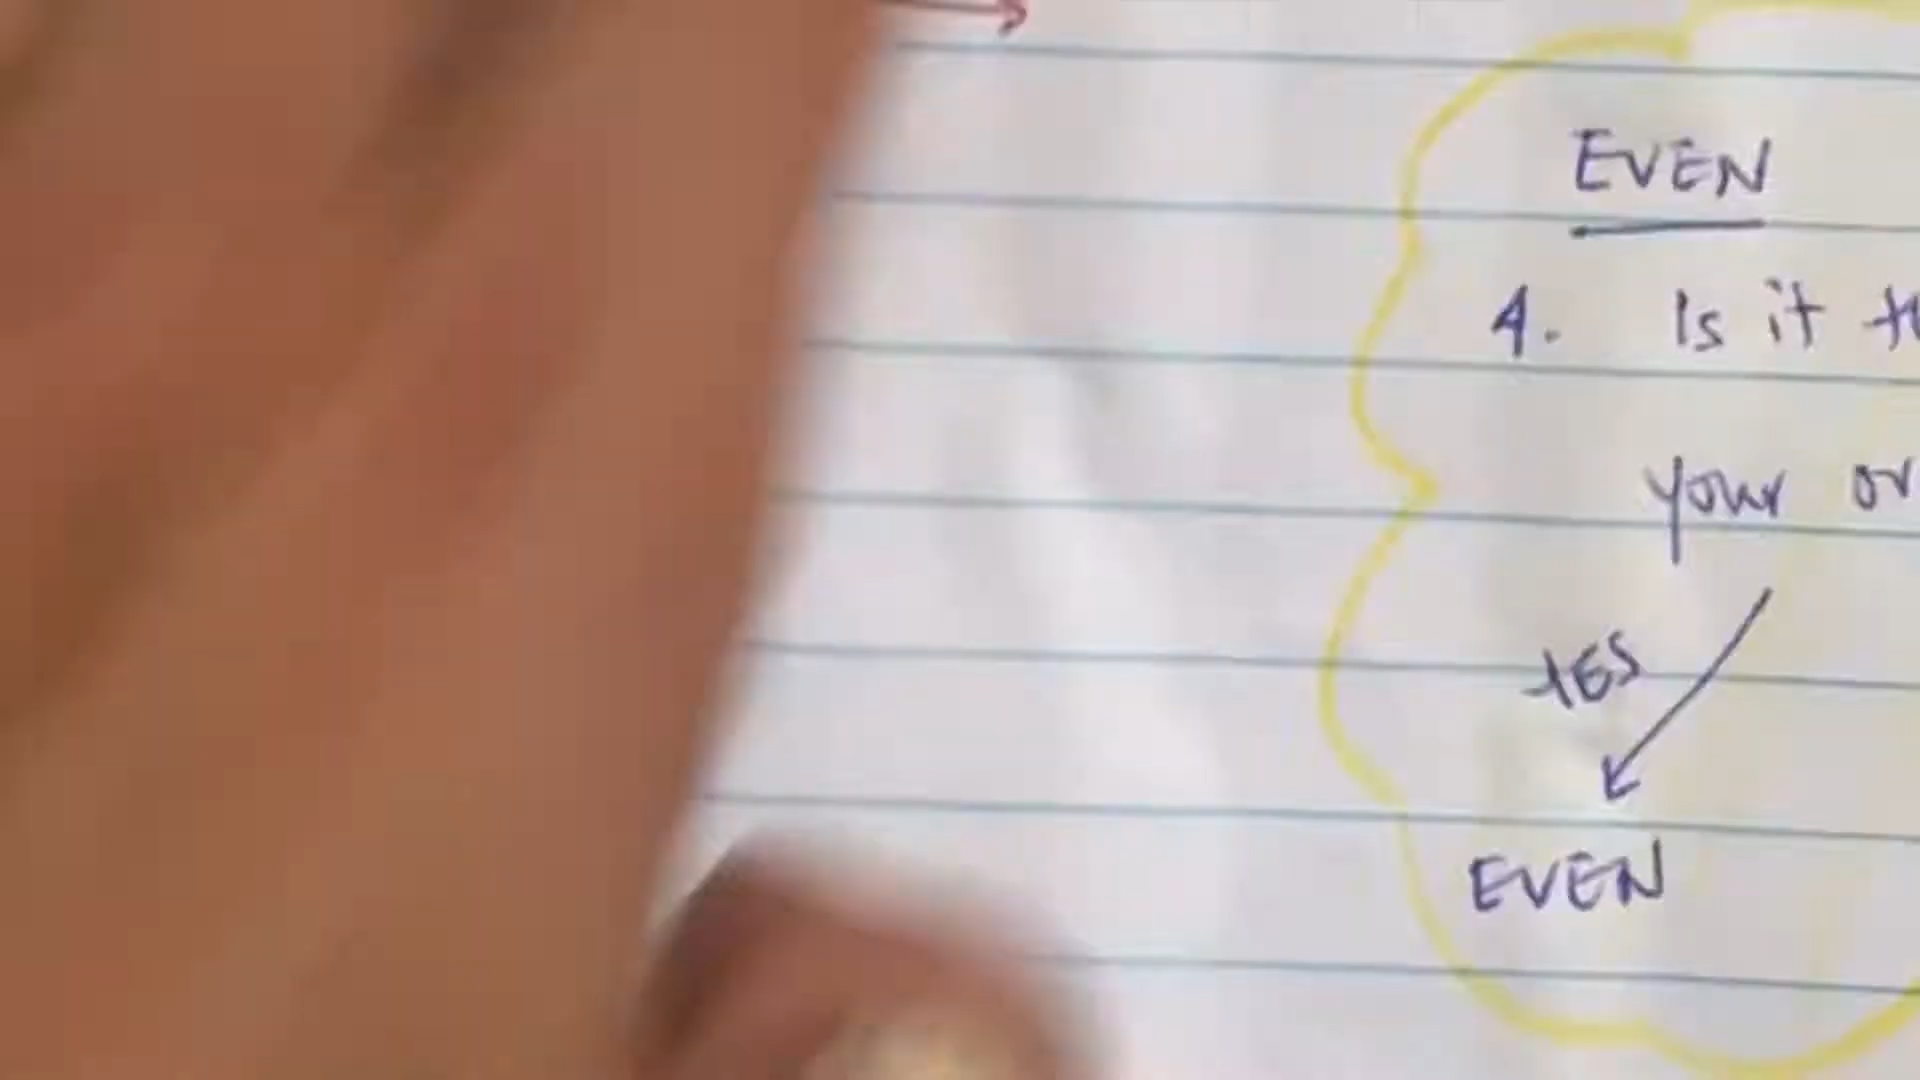 EVEN
4. Is it
your
YES
EVEN